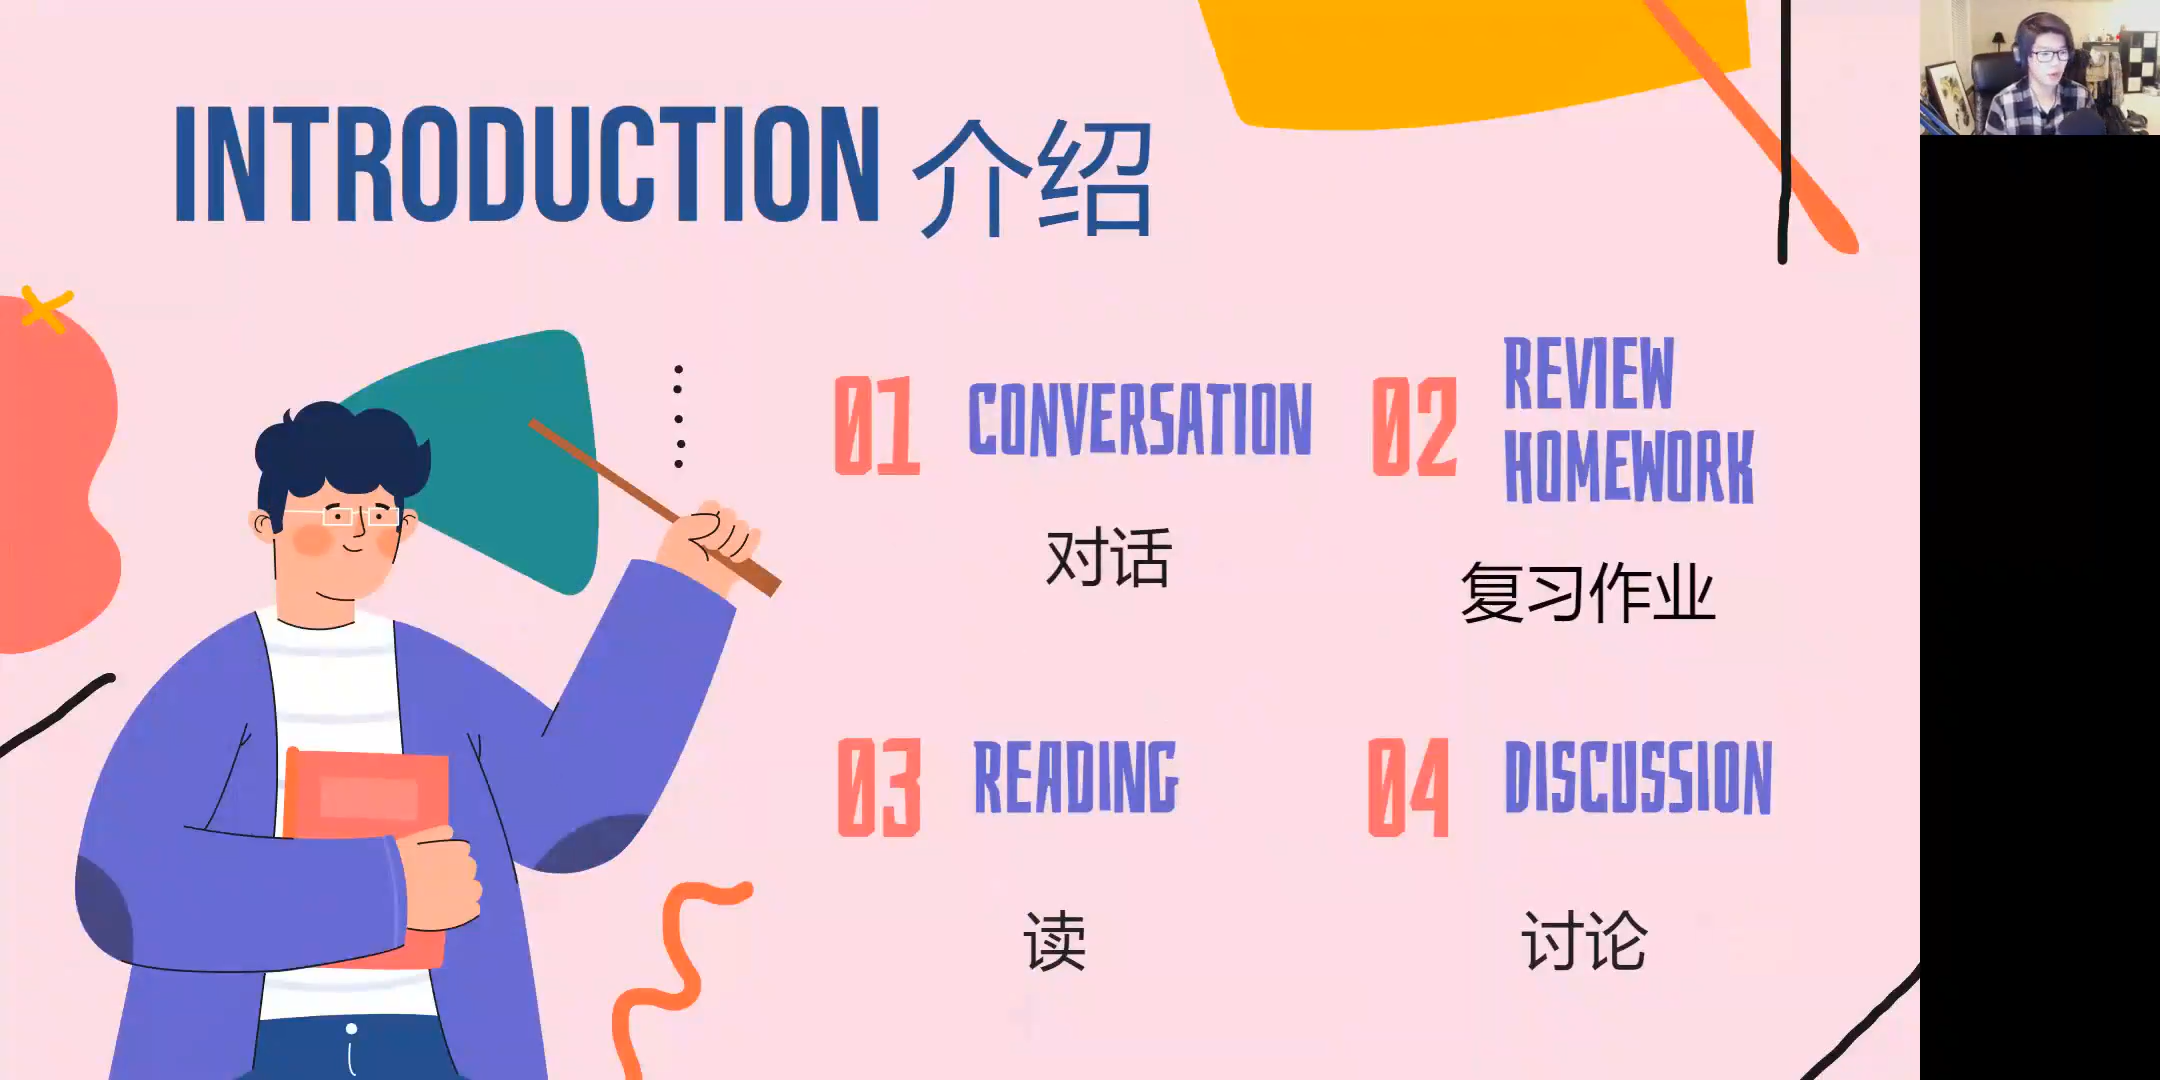 INTRODUCTION 介绍
01 CONVERSATION
对话
02 REVIEW
HOMEWORK
复习作业
03 READING
读
04 DISCUSSION
讨论